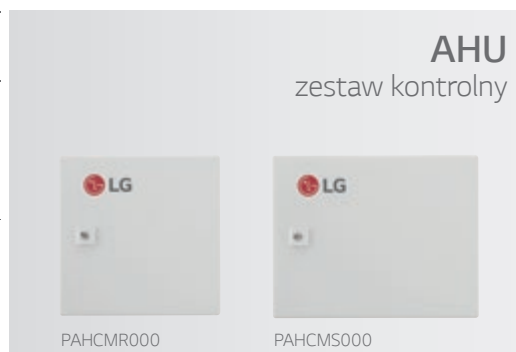 AHU
zestaw kontrolny
LG
LG
PAHCMR000
PAHCMS000